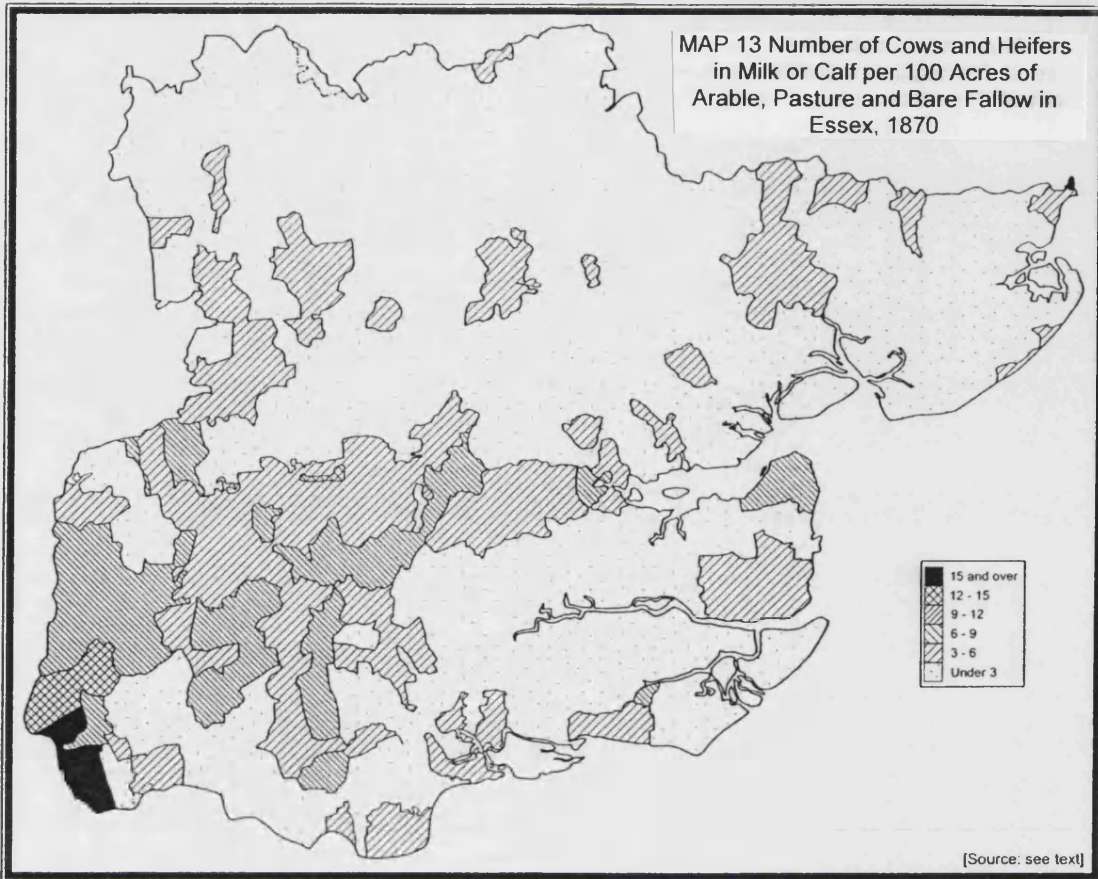 MAP 13 Number of Cows and Heifers
in Milk or Calf per 100 Acres of
Arable, Pasture and Bare Fallow in
Essex, 1870
15 and over
12 - 15
9 - 12
6 - 9
3 - 6
Under 3
[Source: see text]